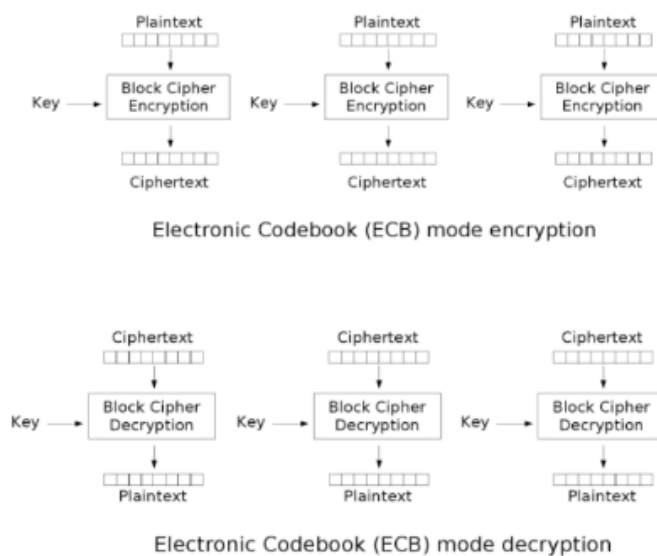 Plaintext Plaintext Plaintext
Key Block Cipher Encryption Key Block Cipher Encryption Key Block Cipher Encryption
Ciphertext Ciphertext Ciphertext
Electronic Codebook (ECB) mode encryption
Ciphertext Ciphertext Ciphertext
Key Block Cipher Decryption Key Block Cipher Decryption Key Block Cipher Decryption
Plaintext Plaintext Plaintext
Electronic Codebook (ECB) mode decryption